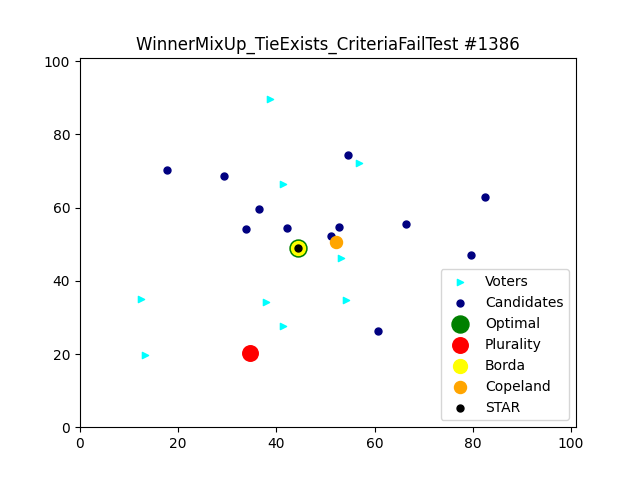 WinnerMixUp_TieExists_CriteriaFailTest #1386
100
80
60
40
20
0
0 20 40 60 80 100
Voters
Candidates
Optimal
Plurality
Borda
Copeland
STAR